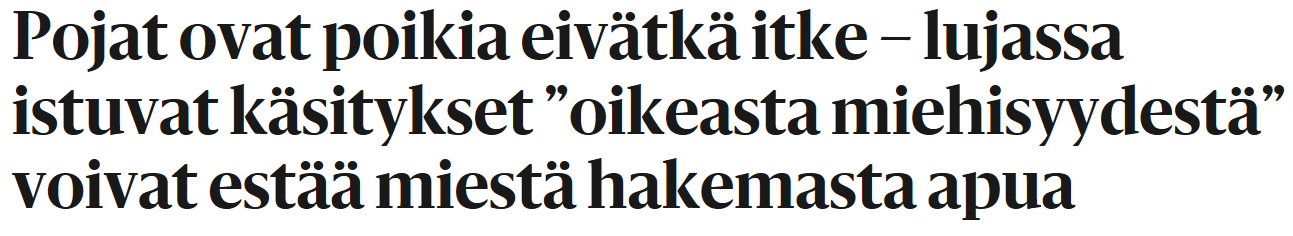 Pojat ovat poikia eivätkä itke – lujassa
istuvat käsitykset ”oikeasta miehisyydestä”
voivat estää miestä hakemasta apua